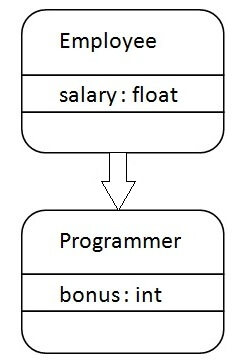 Employee
salary : float
Programmer
bonus : int